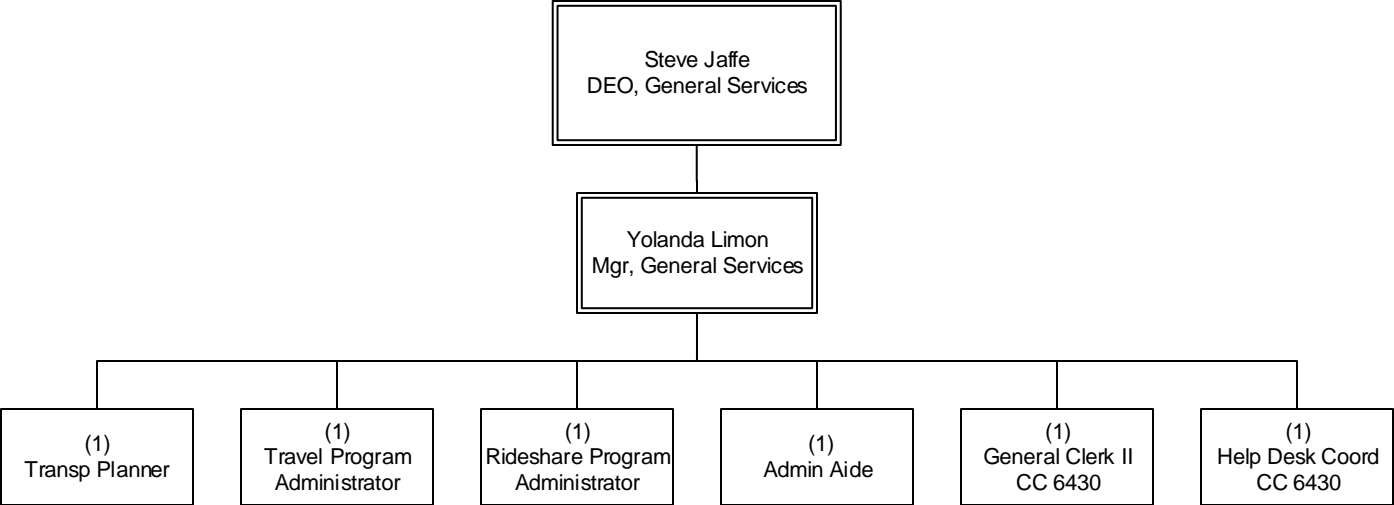 Steve Jaffe
DEO, General Services
Yolanda Limon
Mgr, General Services
(1)
Transp Planner
(1)
Travel Program
Administrator
(1)
Rideshare Program
Administrator
(1)
Admin Aide
(1)
General Clerk II
CC 6430
(1)
Help Desk Coord
CC 6430